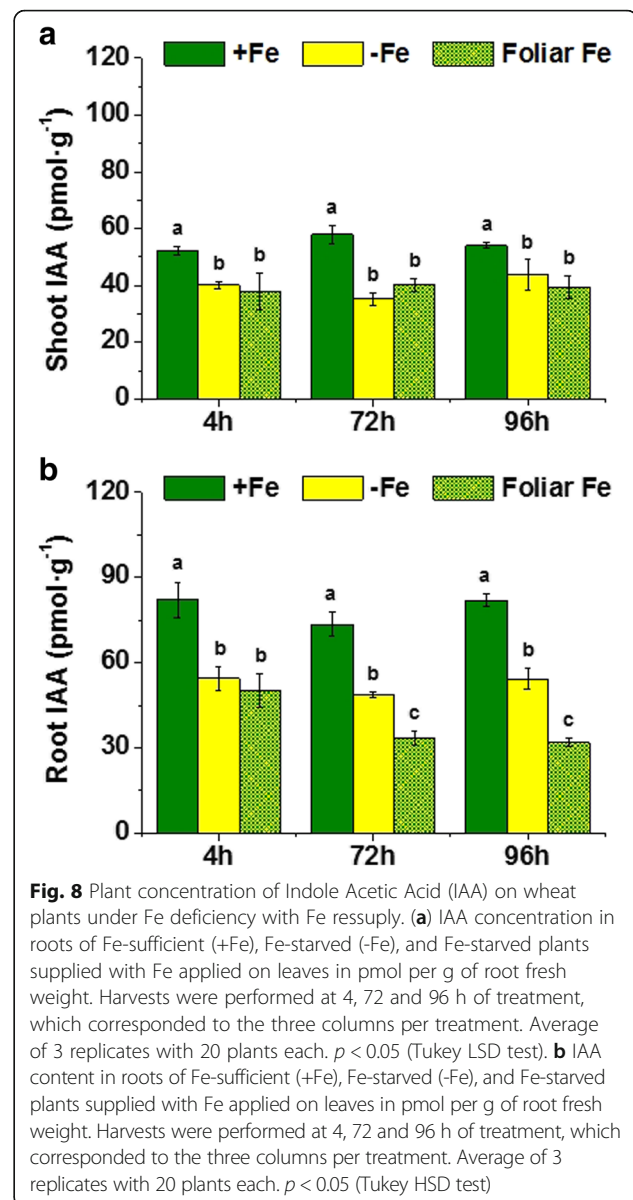 a
+Fe -Fe Foliar Fe
120
100
80
60
40
20
0
Shoot IAA (pmol·g⁻¹)
a b b
a b b
a b b
4h 72h 96h
b
+Fe -Fe Foliar Fe
120
90
60
30
0
Root IAA (pmol·g⁻¹)
a b b
a b c
a b c
4h 72h 96h
Fig. 8 Plant concentration of Indole Acetic Acid (IAA) on wheat
plants under Fe deficiency with Fe ressuply. (a) IAA concentration in
roots of Fe-sufficient (+Fe), Fe-starved (-Fe), and Fe-starved plants
supplied with Fe applied on leaves in pmol per g of root fresh
weight. Harvests were performed at 4, 72 and 96 h of treatment,
which corresponded to the three columns per treatment. Average
of 3 replicates with 20 plants each. p < 0.05 (Tukey LSD test). b IAA
content in roots of Fe-sufficient (+Fe), Fe-starved (-Fe), and Fe-starved
plants supplied with Fe applied on leaves in pmol per g of root fresh
weight. Harvests were performed at 4, 72 and 96 h of treatment, which
corresponded to the three columns per treatment. Average of 3
replicates with 20 plants each. p < 0.05 (Tukey HSD test)